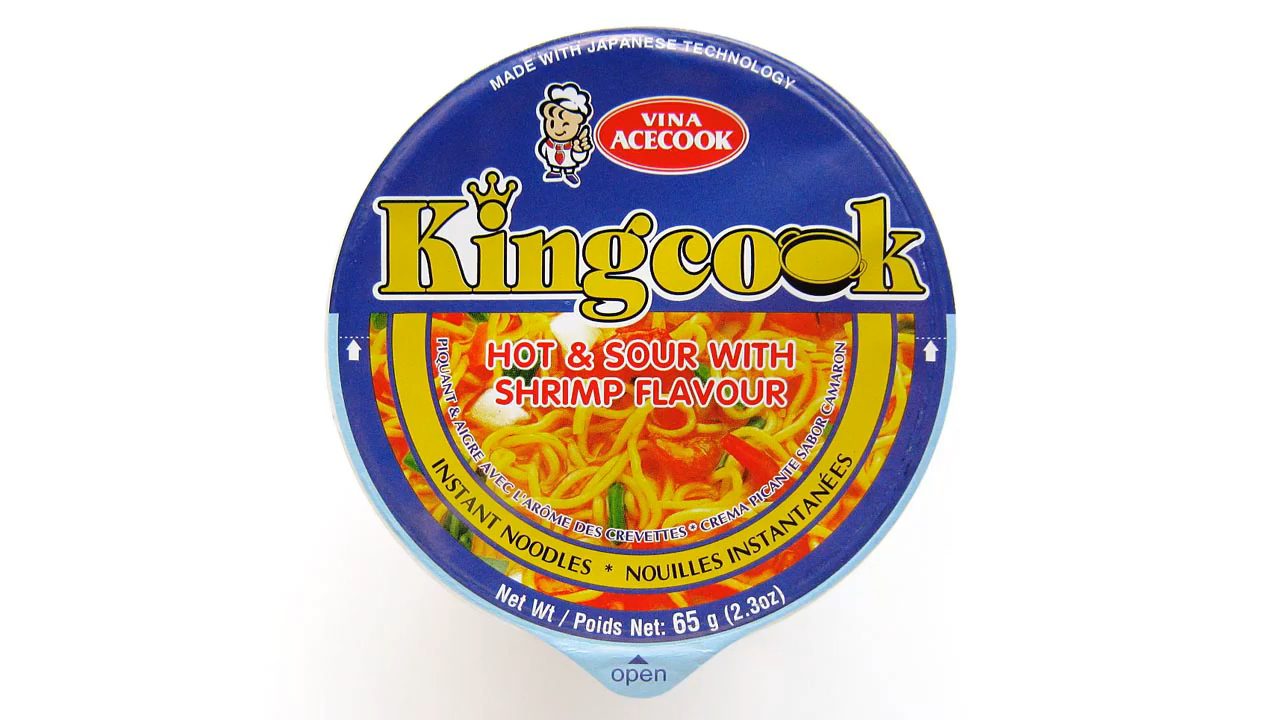 MADE WITH JAPANESE TECHNOLOGY
VINA
ACECOOK
Kingcook
HOT & SOUR WITH
SHRIMP FLAVOUR
PIQUANT & AIGRE AVEC L'ARÔME DES CREVETTES * CREMA PICANTE SABOR CAMARON
INSTANT NOODLES * NOUILLES INSTANTANÉES
Net Wt / Poids Net: 65 g (2.3oz)
open